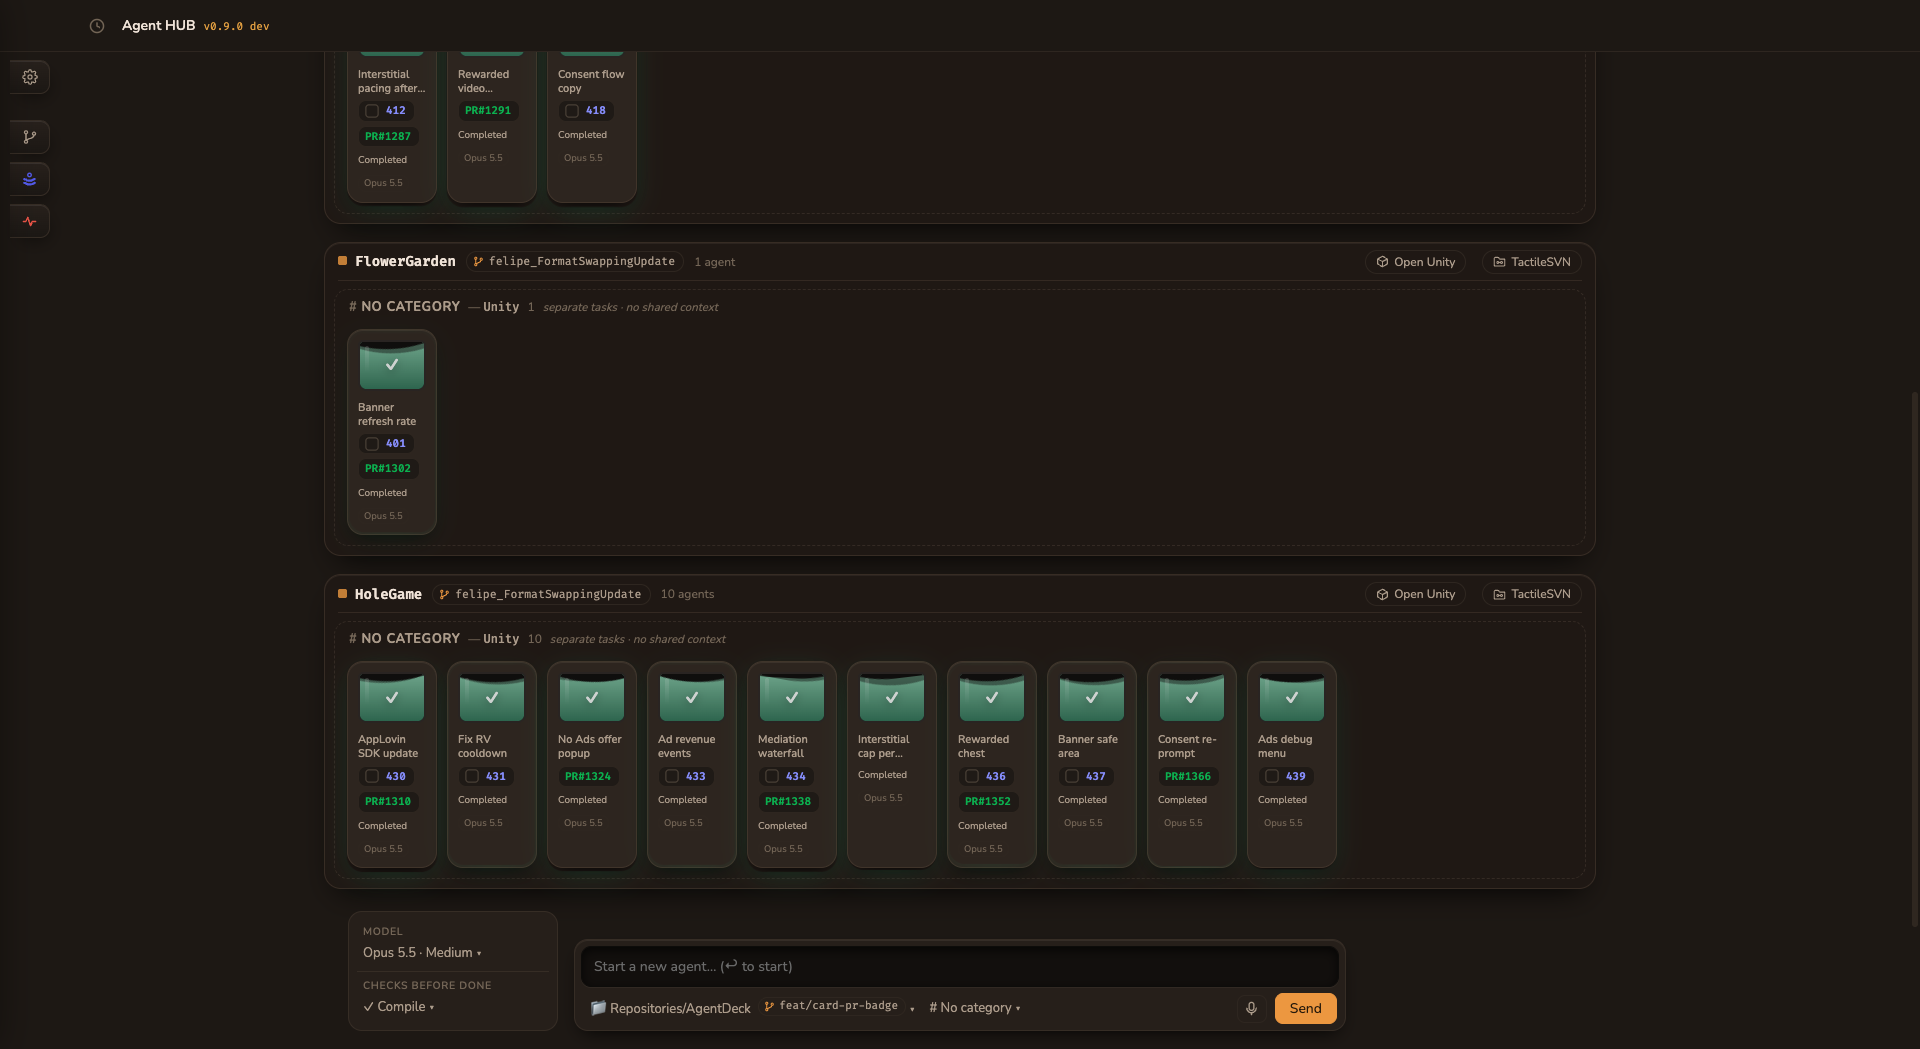 Agent HUB v0.9.0 dev
Interstitial
pacing after...
412
PR#1287
Completed
Opus 5.5
Rewarded
video...
PR#1291
Completed
Opus 5.5
Consent flow
copy
418
Completed
Opus 5.5
FlowerGarden felipe_FormatSwappingUpdate 1 agent Open Unity TactileSVN
# NO CATEGORY — Unity 1 separate tasks · no shared context
Banner
refresh rate
401
PR#1302
Completed
Opus 5.5
HoleGame felipe_FormatSwappingUpdate 10 agents Open Unity TactileSVN
# NO CATEGORY — Unity 10 separate tasks · no shared context
AppLovin
SDK update
430
PR#1310
Completed
Opus 5.5
Fix RV
cooldown
431
Completed
Opus 5.5
No Ads offer
popup
PR#1324
Completed
Opus 5.5
Ad revenue
events
433
Completed
Opus 5.5
Mediation
waterfall
434
PR#1338
Completed
Opus 5.5
Interstitial
cap per...
Completed
Opus 5.5
Rewarded
chest
436
PR#1352
Completed
Opus 5.5
Banner safe
area
437
Completed
Opus 5.5
Consent re-
prompt
PR#1366
Completed
Opus 5.5
Ads debug
menu
439
Completed
Opus 5.5
MODEL
Opus 5.5 · Medium ▾
CHECKS BEFORE DONE
✓ Compile ▾
Start a new agent... (↩ to start)
Repositories/AgentDeck feat/card-pr-badge ▾ # No category ▾ Send